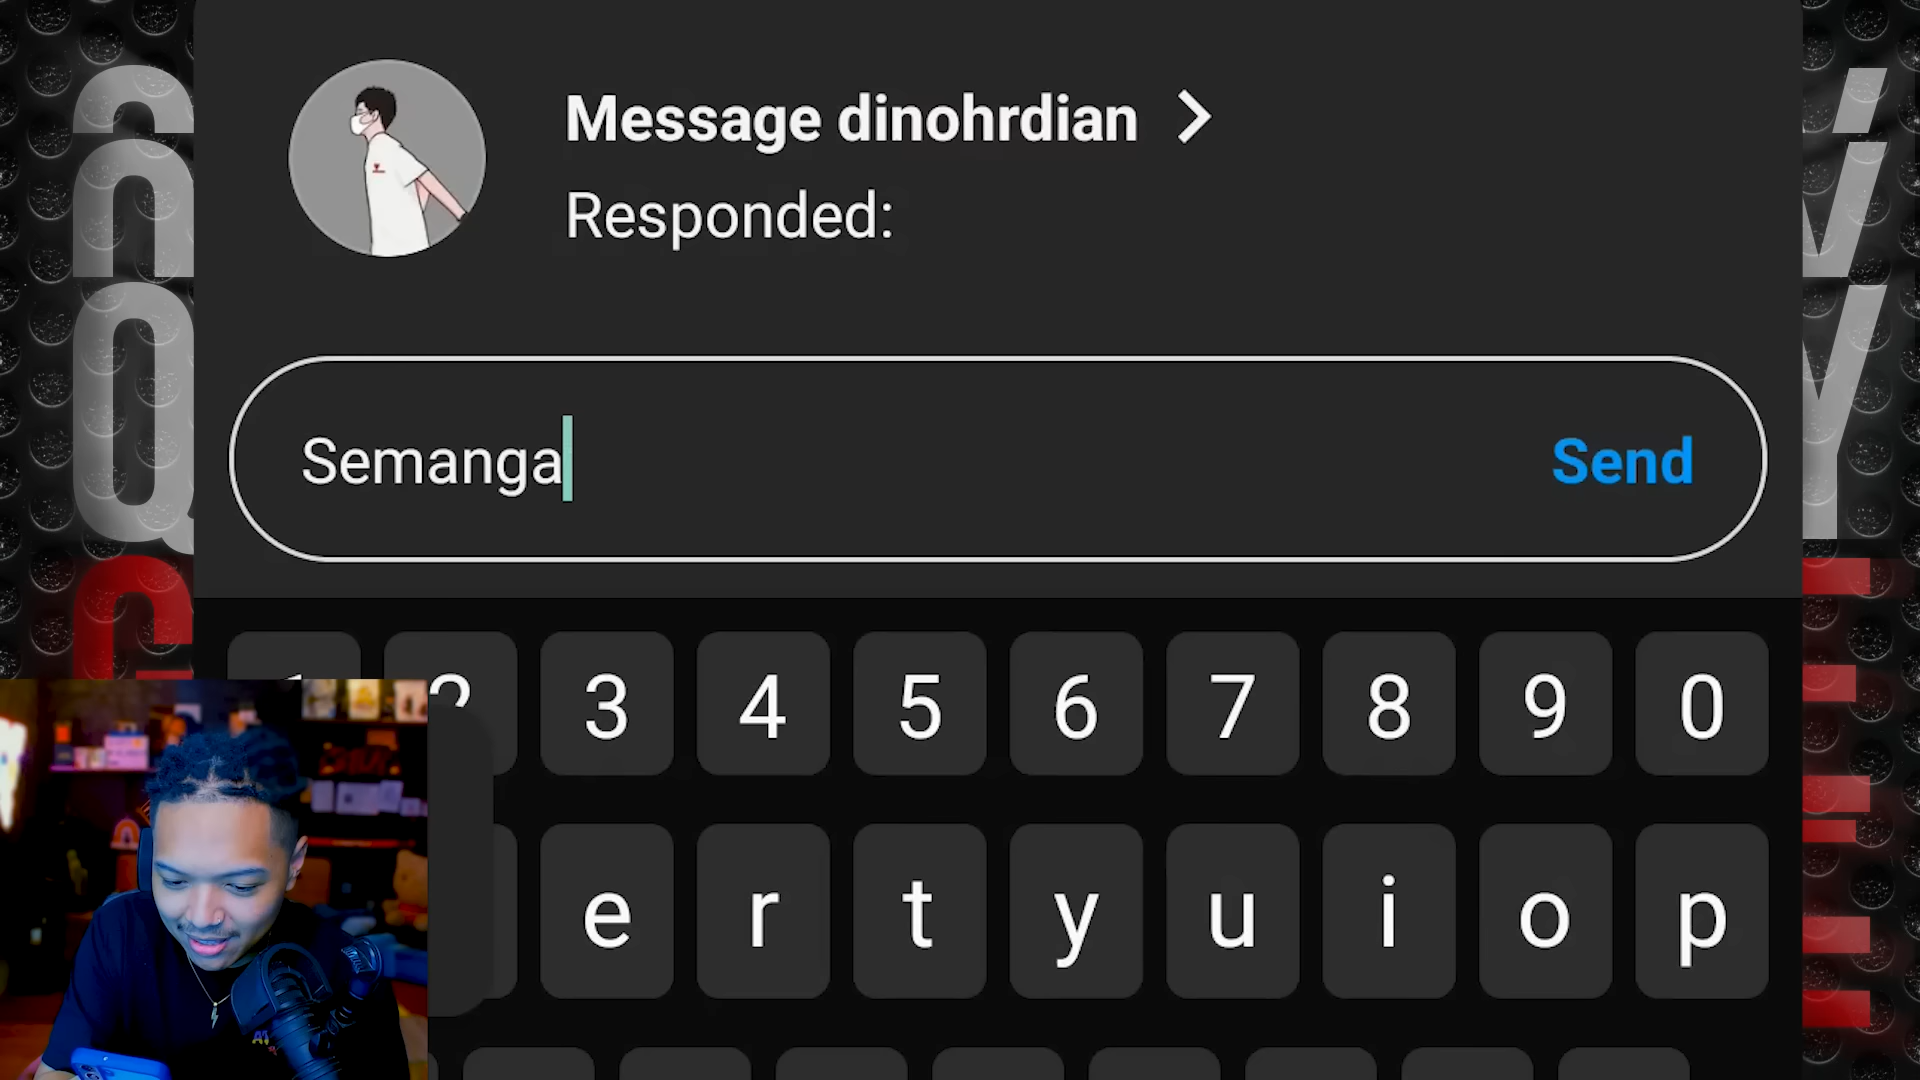 Message dinohrdian
Responded:
Semanga
Send
3 4 5 6 7 8 9 0
e r t y u i o p